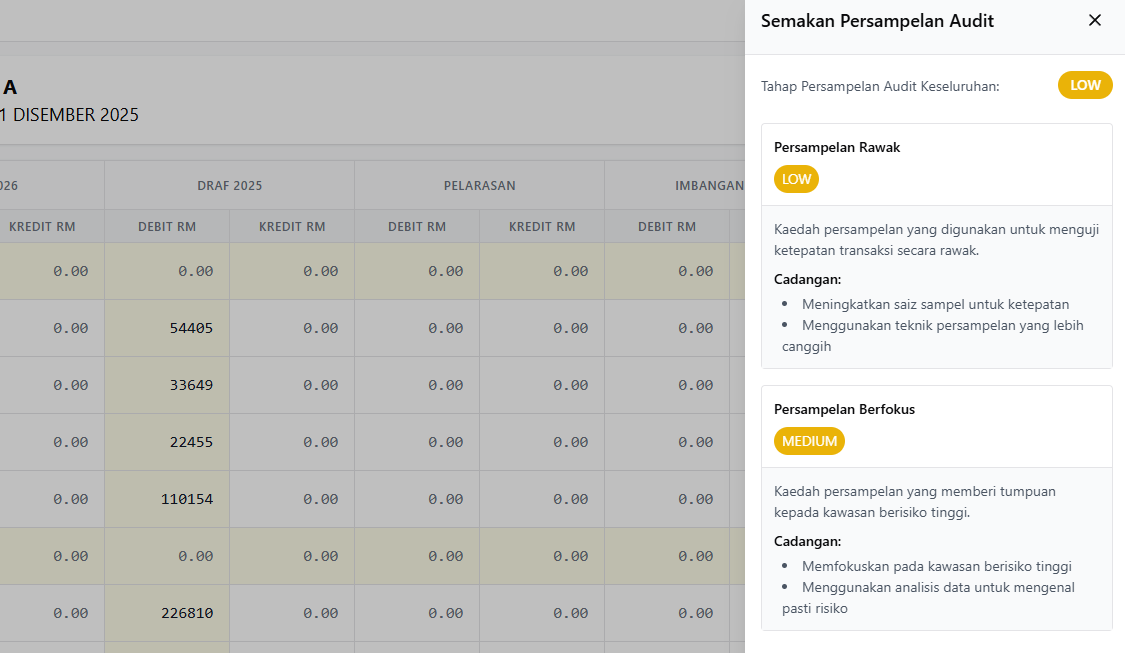 Semakan Persampelan Audit
A
1 DISEMBER 2025
Tahap Persampelan Audit Keseluruhan: LOW
026 DRAF 2025 PELARASAN IMBANGAN
KREDIT RM DEBIT RM KREDIT RM DEBIT RM KREDIT RM DEBIT RM
0.00 0.00 0.00 0.00 0.00 0.00
0.00 54405 0.00 0.00 0.00 0.00
0.00 33649 0.00 0.00 0.00 0.00
0.00 22455 0.00 0.00 0.00 0.00
0.00 110154 0.00 0.00 0.00 0.00
0.00 0.00 0.00 0.00 0.00 0.00
0.00 226810 0.00 0.00 0.00 0.00
Persampelan Rawak
LOW
Kaedah persampelan yang digunakan untuk menguji
ketepatan transaksi secara rawak.
Cadangan:
• Meningkatkan saiz sampel untuk ketepatan
• Menggunakan teknik persampelan yang lebih
canggih
Persampelan Berfokus
MEDIUM
Kaedah persampelan yang memberi tumpuan
kepada kawasan berisiko tinggi.
Cadangan:
• Memfokuskan pada kawasan berisiko tinggi
• Menggunakan analisis data untuk mengenal
pasti risiko